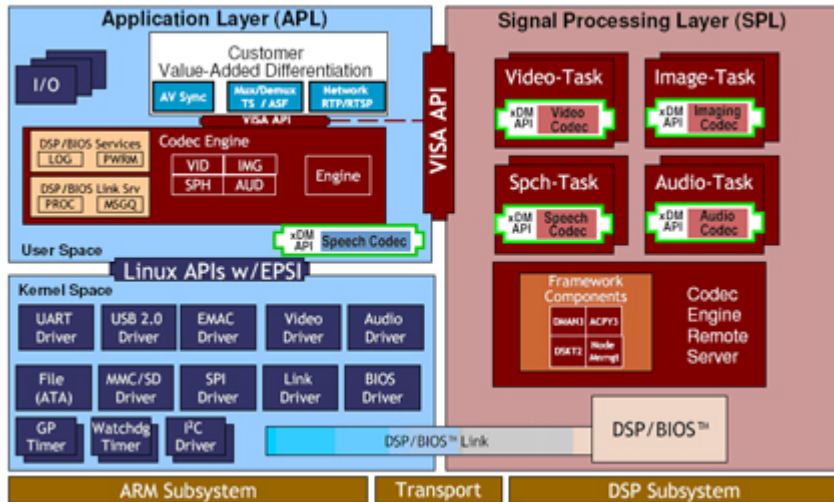 Application Layer (APL)
I/O
Customer
Value-Added Differentiation
AV Sync
Mux/Demux
TS / ASF
Network
RTP/RTSP
VISA API
DSP/BIOS Services
LOG
PWRM
DSP/BIOS Link Srv
PROC
MSGQ
Codec Engine
VID
IMG
SPH
AUD
Engine
xDM
API
Speech Codec
User Space
Linux APIs w/EPSI
Kernel Space
UART
Driver
USB 2.0
Driver
EMAC
Driver
Video
Driver
Audio
Driver
File
(ATA)
MMC/SD
Driver
SPI
Driver
Link
Driver
BIOS
Driver
GP
Timer
Watchdg
Timer
I²C
Driver
DSP/BIOS™ Link
VISA API
Signal Processing Layer (SPL)
Video-Task
xDM
API
Video
Codec
Image-Task
xDM
API
Imaging
Codec
Spch-Task
xDM
API
Speech
Codec
Audio-Task
xDM
API
Audio
Codec
Framework
Components
DMAN3
ACPY3
DSKT2
Node
Mnmgt
Codec
Engine
Remote
Server
DSP/BIOS™
ARM Subsystem
Transport
DSP Subsystem